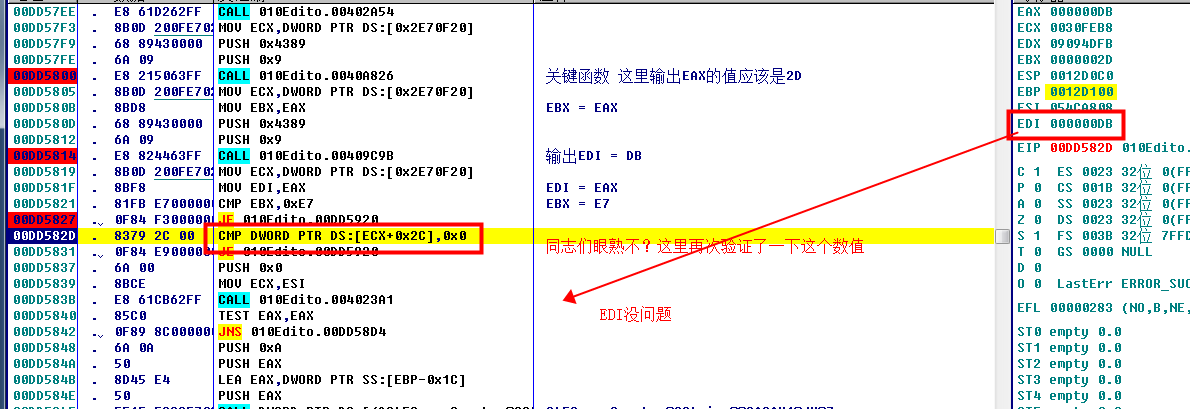 00DD57EE . E8 61D262FF CALL 010Edito.00402A54
00DD57F3 . 8B0D 200FE702 MOV ECX,DWORD PTR DS:[0x2E70F20]
00DD57F9 . 68 89430000 PUSH 0x4389
00DD57FE . 6A 09 PUSH 0x9
00DD5800 . E8 215063FF CALL 010Edito.0040A826 关键函数 这里输出EAX的值应该是2D
00DD5805 . 8B0D 200FE702 MOV ECX,DWORD PTR DS:[0x2E70F20]
00DD580B . 8BD8 MOV EBX,EAX EBX = EAX
00DD580D . 68 89430000 PUSH 0x4389
00DD5812 . 6A 09 PUSH 0x9
00DD5814 . E8 824463FF CALL 010Edito.00409C9B 输出EDI = DB
00DD5819 . 8B0D 200FE702 MOV ECX,DWORD PTR DS:[0x2E70F20]
00DD581F . 8BF8 MOV EDI,EAX EDI = EAX
00DD5821 . 81FB E7000000 CMP EBX,0xE7 EBX = E7
00DD5827 . 0F84 F3000000 JE 010Edito.00DD5920
00DD582D . 8379 2C 00 CMP DWORD PTR DS:[ECX+0x2C],0x0
同志们眼熟不？这里再次验证了一下这个数值
00DD5831 . 0F84 E9000000 JE 010Edito.00DD5920
00DD5837 . 6A 00 PUSH 0x0
00DD5839 . 8BCE MOV ECX,ESI
00DD583B . E8 61CB62FF CALL 010Edito.004023A1
EDI没问题
00DD5840 . 85C0 TEST EAX,EAX
00DD5842 . 0F89 8C000000 JNS 010Edito.00DD58D4
00DD5848 . 6A 0A PUSH 0xA
00DD584A . 50 PUSH EAX
00DD584B . 8D45 E4 LEA EAX,DWORD PTR SS:[EBP-0x1C]
00DD584E . 50 PUSH EAX
EAX 000000DB
ECX 0030FEB8
EDX 09094DFB
EBX 0000002D
ESP 0012D0C0
EBP 0012D100
ESI 054CA808
EDI 000000DB
EIP 00DD582D 010Edito.
C 1 ES 0023 32位 0(FF
P 0 CS 001B 32位 0(FF
A 0 SS 0023 32位 0(FF
Z 0 DS 0023 32位 0(FF
S 1 FS 003B 32位 7FFD
T 0 GS 0000 NULL
D 0
O 0 LastErr ERROR_SUC
EFL 00000283 (NO,B,NE,
ST0 empty 0.0
ST1 empty 0.0
ST2 empty 0.0
ST3 empty 0.0
ST4 empty 0.0